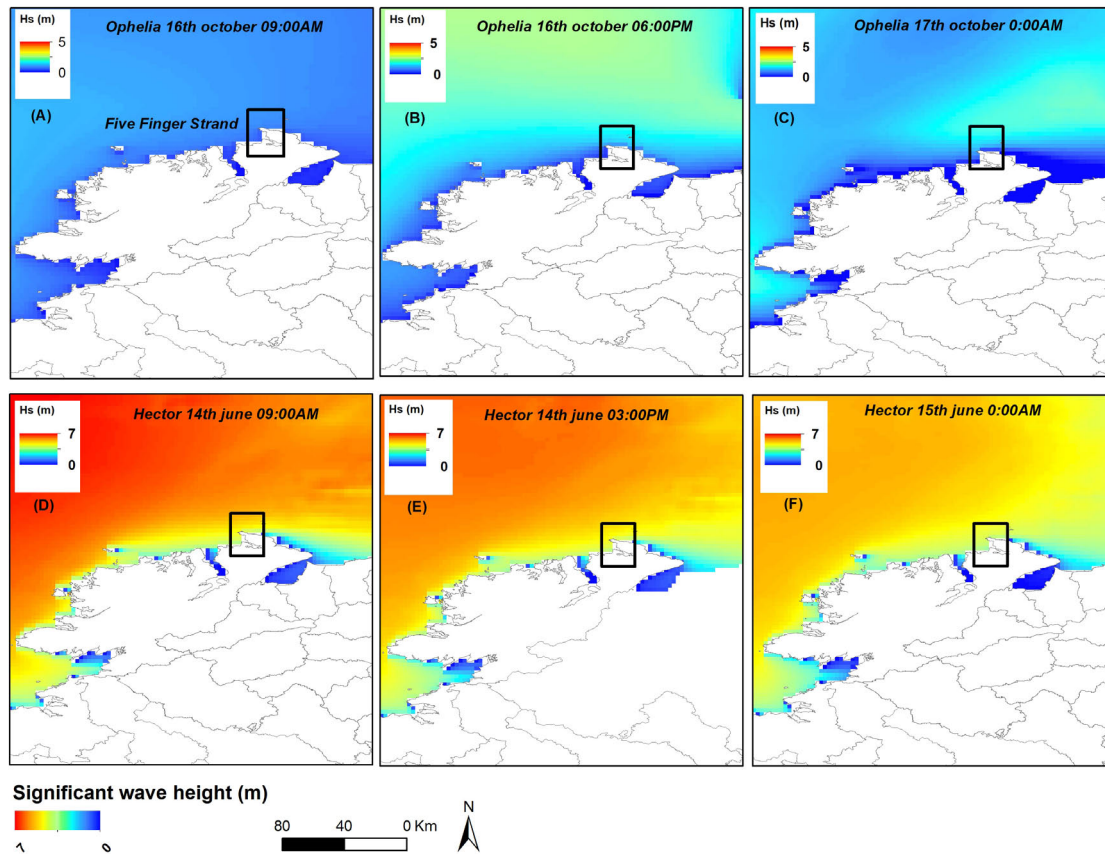 Hs (m)
5
0
Ophelia 16th october 09:00AM
(A)
Five Finger Strand
Hs (m)
5
0
Ophelia 16th october 06:00PM
(B)
Hs (m)
5
0
Ophelia 17th october 0:00AM
(C)
Hs (m)
7
0
Hector 14th june 09:00AM
(D)
Hs (m)
7
0
Hector 14th june 03:00PM
(E)
Hs (m)
7
0
Hector 15th june 0:00AM
(F)
Significant wave height (m)
7 0
80 40 0 Km
N